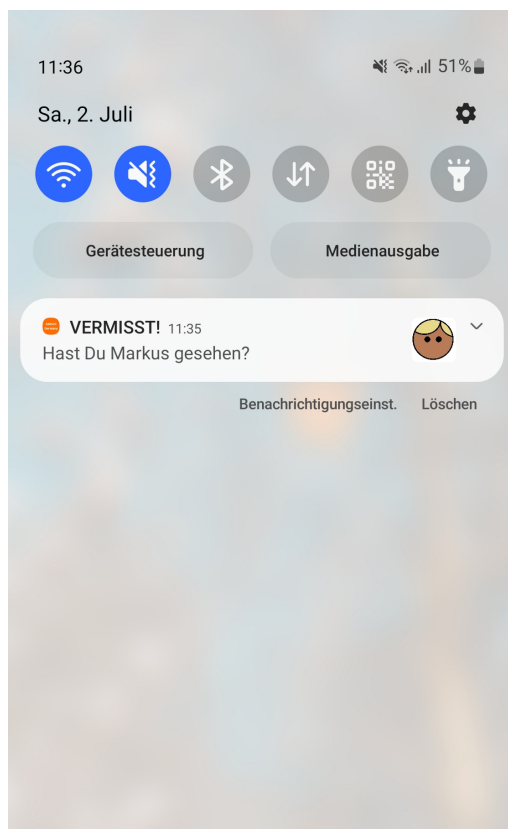 11:36 51%
Sa., 2. Juli
Gerätesteuerung Medienausgabe
VERMISST! 11:35
Hast Du Markus gesehen?
Benachrichtigungseinst. Löschen